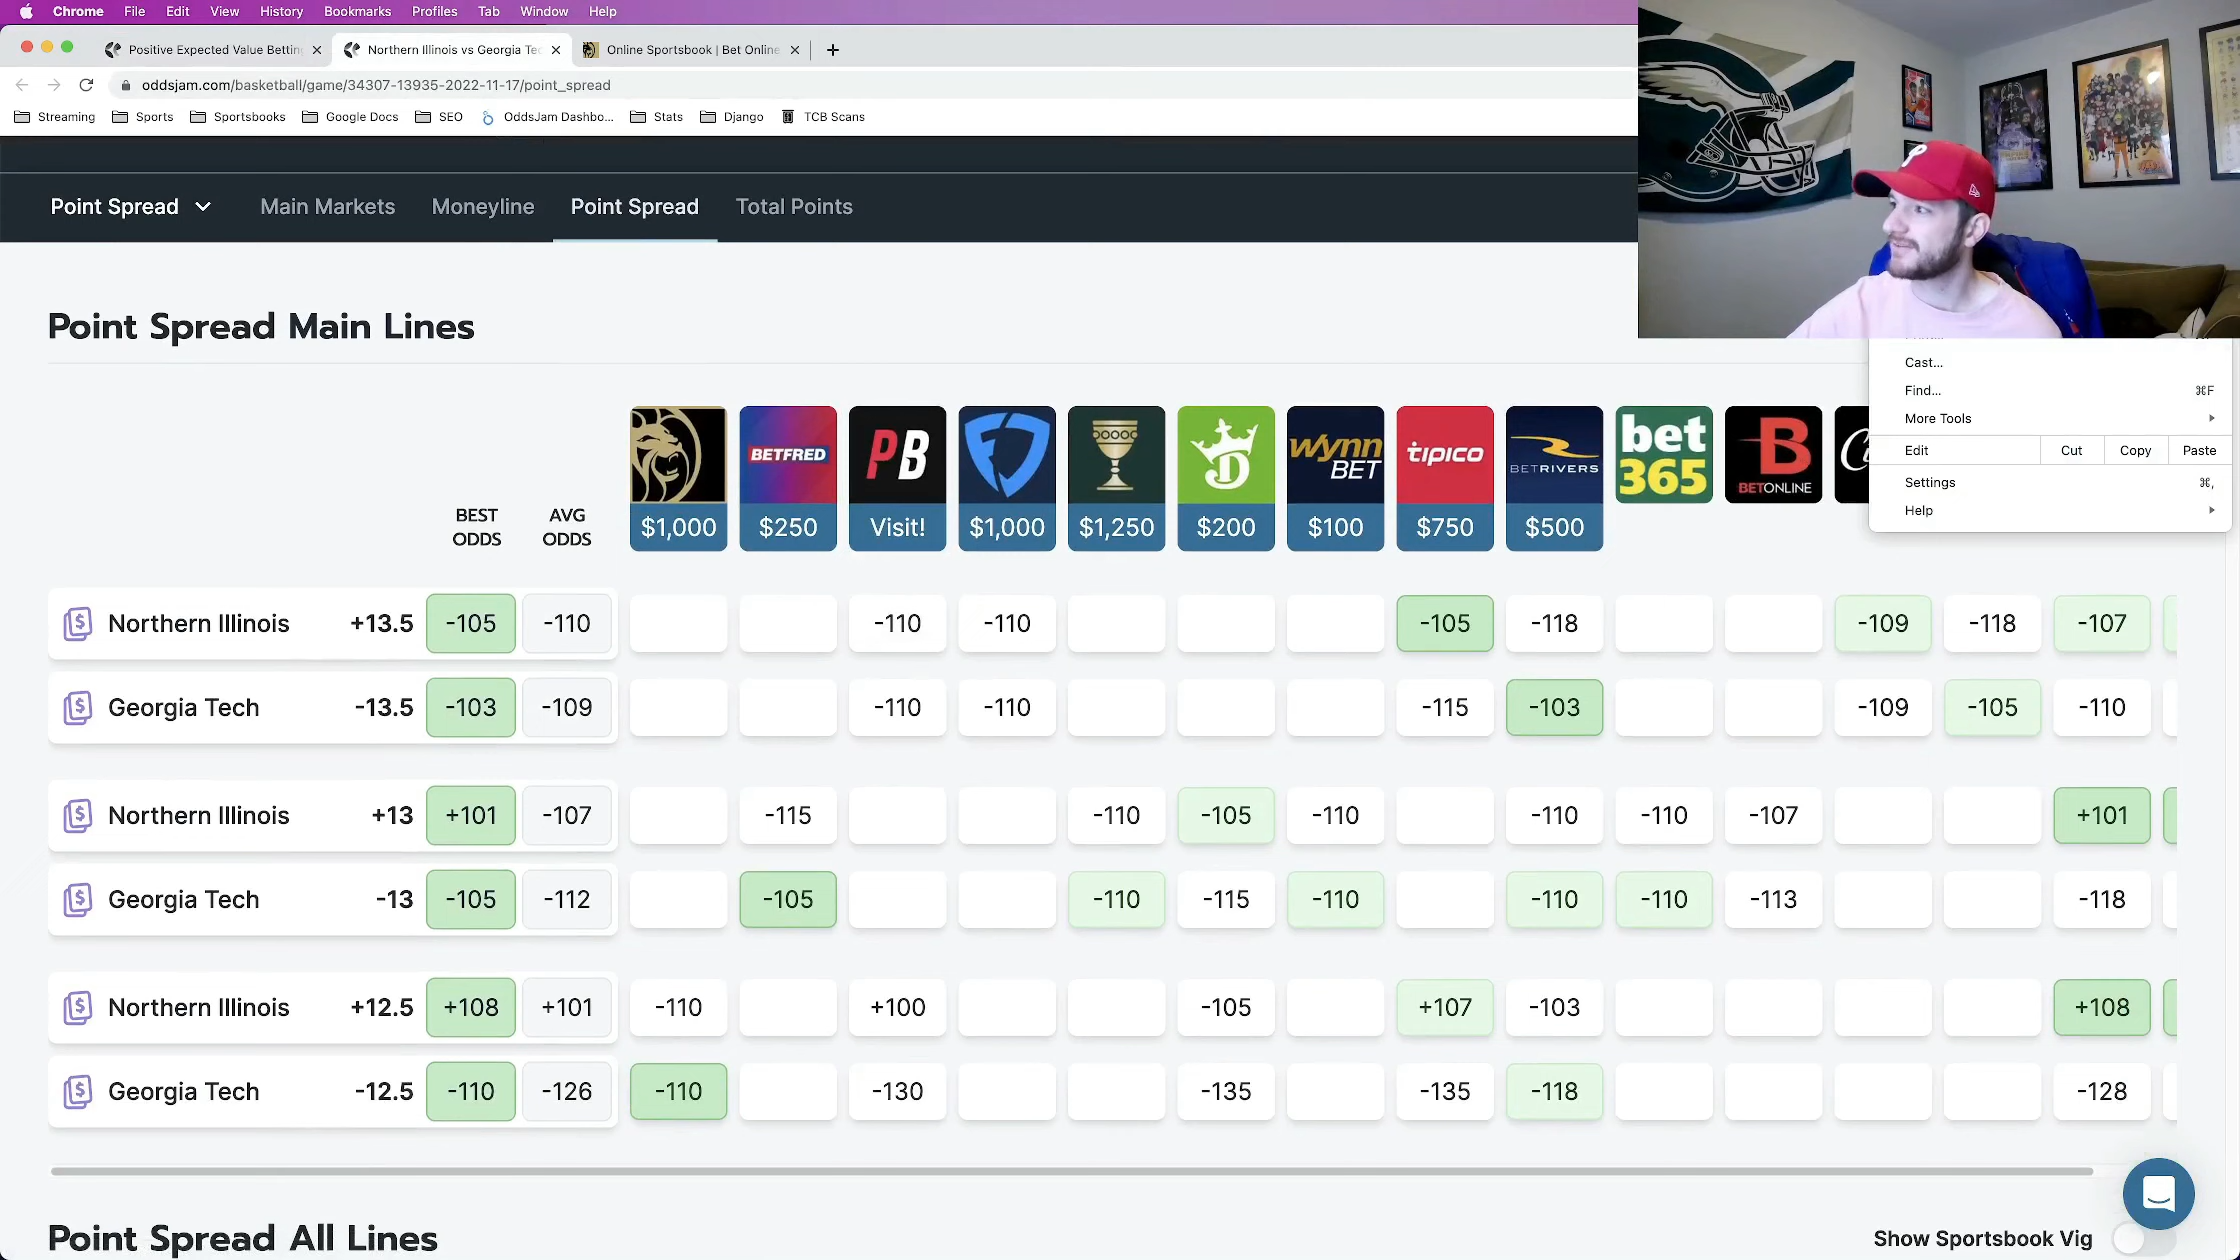 Chrome File Edit View History Bookmarks Profiles Tab Window Help
Positive Expected Value Bettin Northern Illinois vs Georgia Te Online Sportsbook | Bet Online
oddsjam.com/basketball/game/34307-13935-2022-11-17/point_spread
Streaming Sports Sportsbooks Google Docs SEO OddsJam Dashbo... Stats Django TCB Scans
Point Spread Main Markets Moneyline Point Spread Total Points
Point Spread Main Lines
Cast...
Find... ⌘F
More Tools
Edit Cut Copy Paste
Settings ⌘,
Help
BETFRED PB wynn BET tipico BETRIVERS bet 365 B BETONLINE
BEST ODDS AVG ODDS $1,000 $250 Visit! $1,000 $1,250 $200 $100 $750 $500
Northern Illinois +13.5 -105 -110 -110 -110 -105 -118 -109 -118 -107
Georgia Tech -13.5 -103 -109 -110 -110 -115 -103 -109 -105 -110
Northern Illinois +13 +101 -107 -115 -110 -105 -110 -110 -110 -107 +101
Georgia Tech -13 -105 -112 -105 -110 -115 -110 -110 -110 -113 -118
Northern Illinois +12.5 +108 +101 -110 +100 -105 +107 -103 +108
Georgia Tech -12.5 -110 -126 -110 -130 -135 -135 -118 -128
Point Spread All Lines
Show Sportsbook Vig